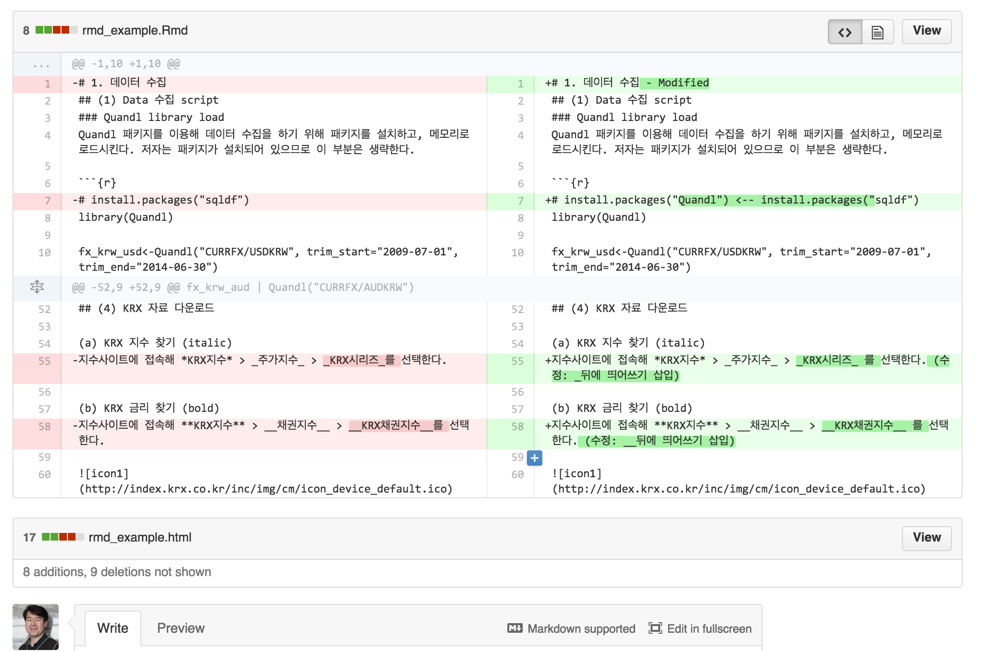 8 rmd_example.Rmd View
... @@ -1,10 +1,10 @@
1 -# 1. 데이터 수집
2 ## (1) Data 수집 script
3 ### Quandl library load
4 Quandl 패키지를 이용해 데이터 수집을 하기 위해 패키지를 설치하고, 메모리로
로드시킨다. 저자는 패키지가 설치되어 있으므로 이 부분은 생략한다.
5
6 ```{r}
7 -# install.packages("sqldf")
8 library(Quandl)
9
10 fx_krw_usd<-Quandl("CURRFX/USDKRW", trim_start="2009-07-01",
trim_end="2014-06-30")
1 +# 1. 데이터 수집 - Modified
2 ## (1) Data 수집 script
3 ### Quandl library load
4 Quandl 패키지를 이용해 데이터 수집을 하기 위해 패키지를 설치하고, 메모리로
로드시킨다. 저자는 패키지가 설치되어 있으므로 이 부분은 생략한다.
5
6 ```{r}
7 +# install.packages("Quandl") <-- install.packages("sqldf")
8 library(Quandl)
9
10 fx_krw_usd<-Quandl("CURRFX/USDKRW", trim_start="2009-07-01",
trim_end="2014-06-30")
@@ -52,9 +52,9 @@ fx_krw_aud | Quandl("CURRFX/AUDKRW")
52 ## (4) KRX 자료 다운로드
53
54 (a) KRX 지수 찾기 (italic)
55 -지수사이트에 접속해 *KRX지수* > _주가지수_ > _KRX시리즈_를 선택한다.
56
57 (b) KRX 금리 찾기 (bold)
58 -지수사이트에 접속해 **KRX지수** > __채권지수__ > __KRX채권지수__를 선택
한다.
59
60 ![icon1]
(http://index.krx.co.kr/inc/img/cm/icon_device_default.ico)
52 ## (4) KRX 자료 다운로드
53
54 (a) KRX 지수 찾기 (italic)
55 +지수사이트에 접속해 *KRX지수* > _주가지수_ > _KRX시리즈_ 를 선택한다. (수
정: _뒤에 띄어쓰기 삽입)
56
57 (b) KRX 금리 찾기 (bold)
58 +지수사이트에 접속해 **KRX지수** > __채권지수__ > __KRX채권지수__ 를 선택
한다. (수정: __뒤에 띄어쓰기 삽입)
59
60 ![icon1]
(http://index.krx.co.kr/inc/img/cm/icon_device_default.ico)
17 rmd_example.html View
8 additions, 9 deletions not shown
Write Preview Markdown supported Edit in fullscreen